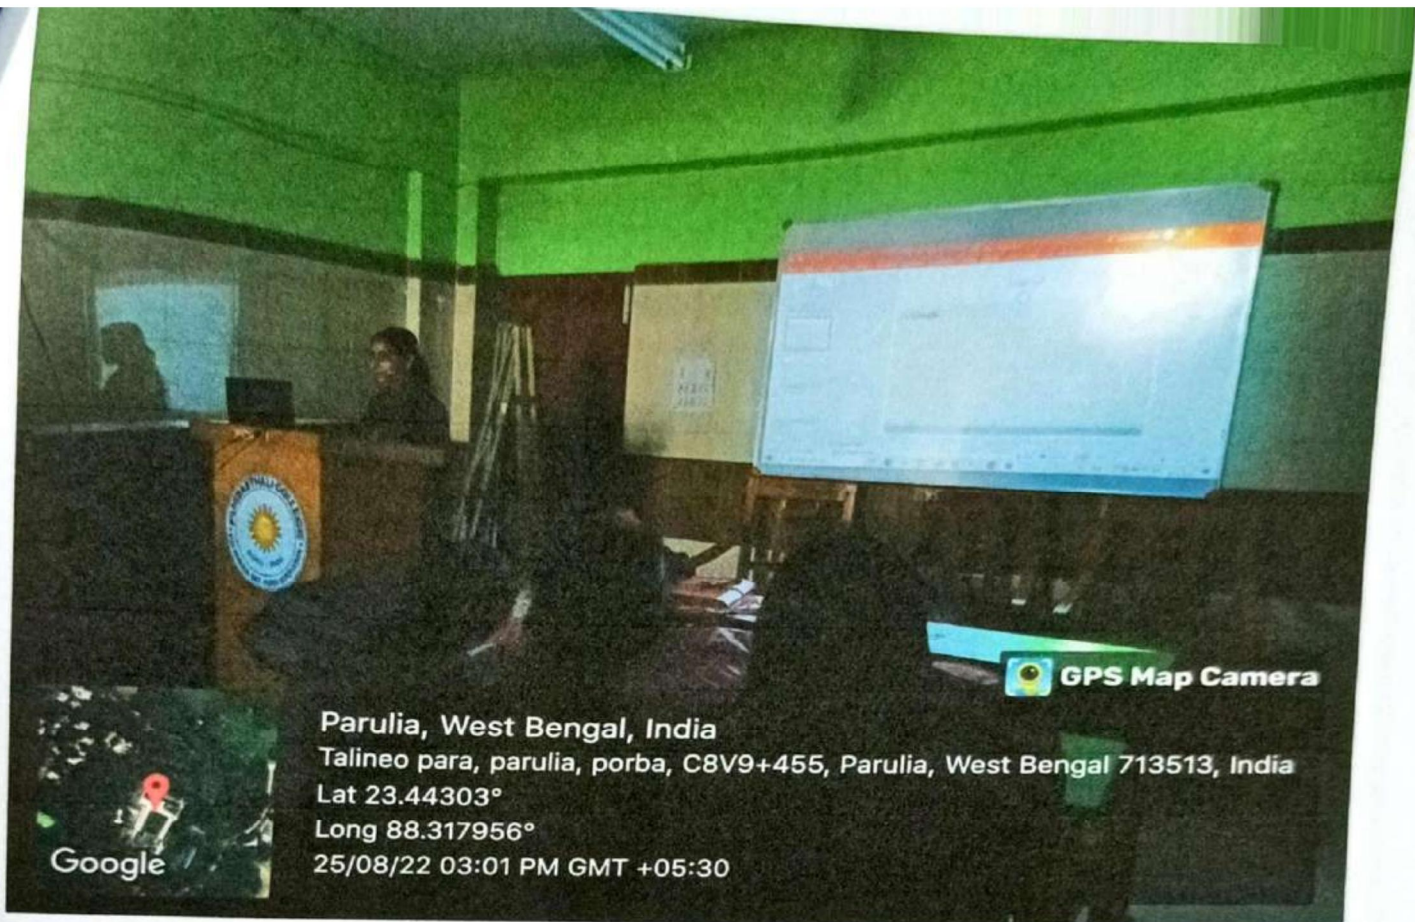 GPS Map Camera
Parulia, West Bengal, India
Talineo para, parulia, porba, C8V9+455, Parulia, West Bengal 713513, India
Lat 23.44303°
Long 88.317956°
25/08/22 03:01 PM GMT +05:30
Google